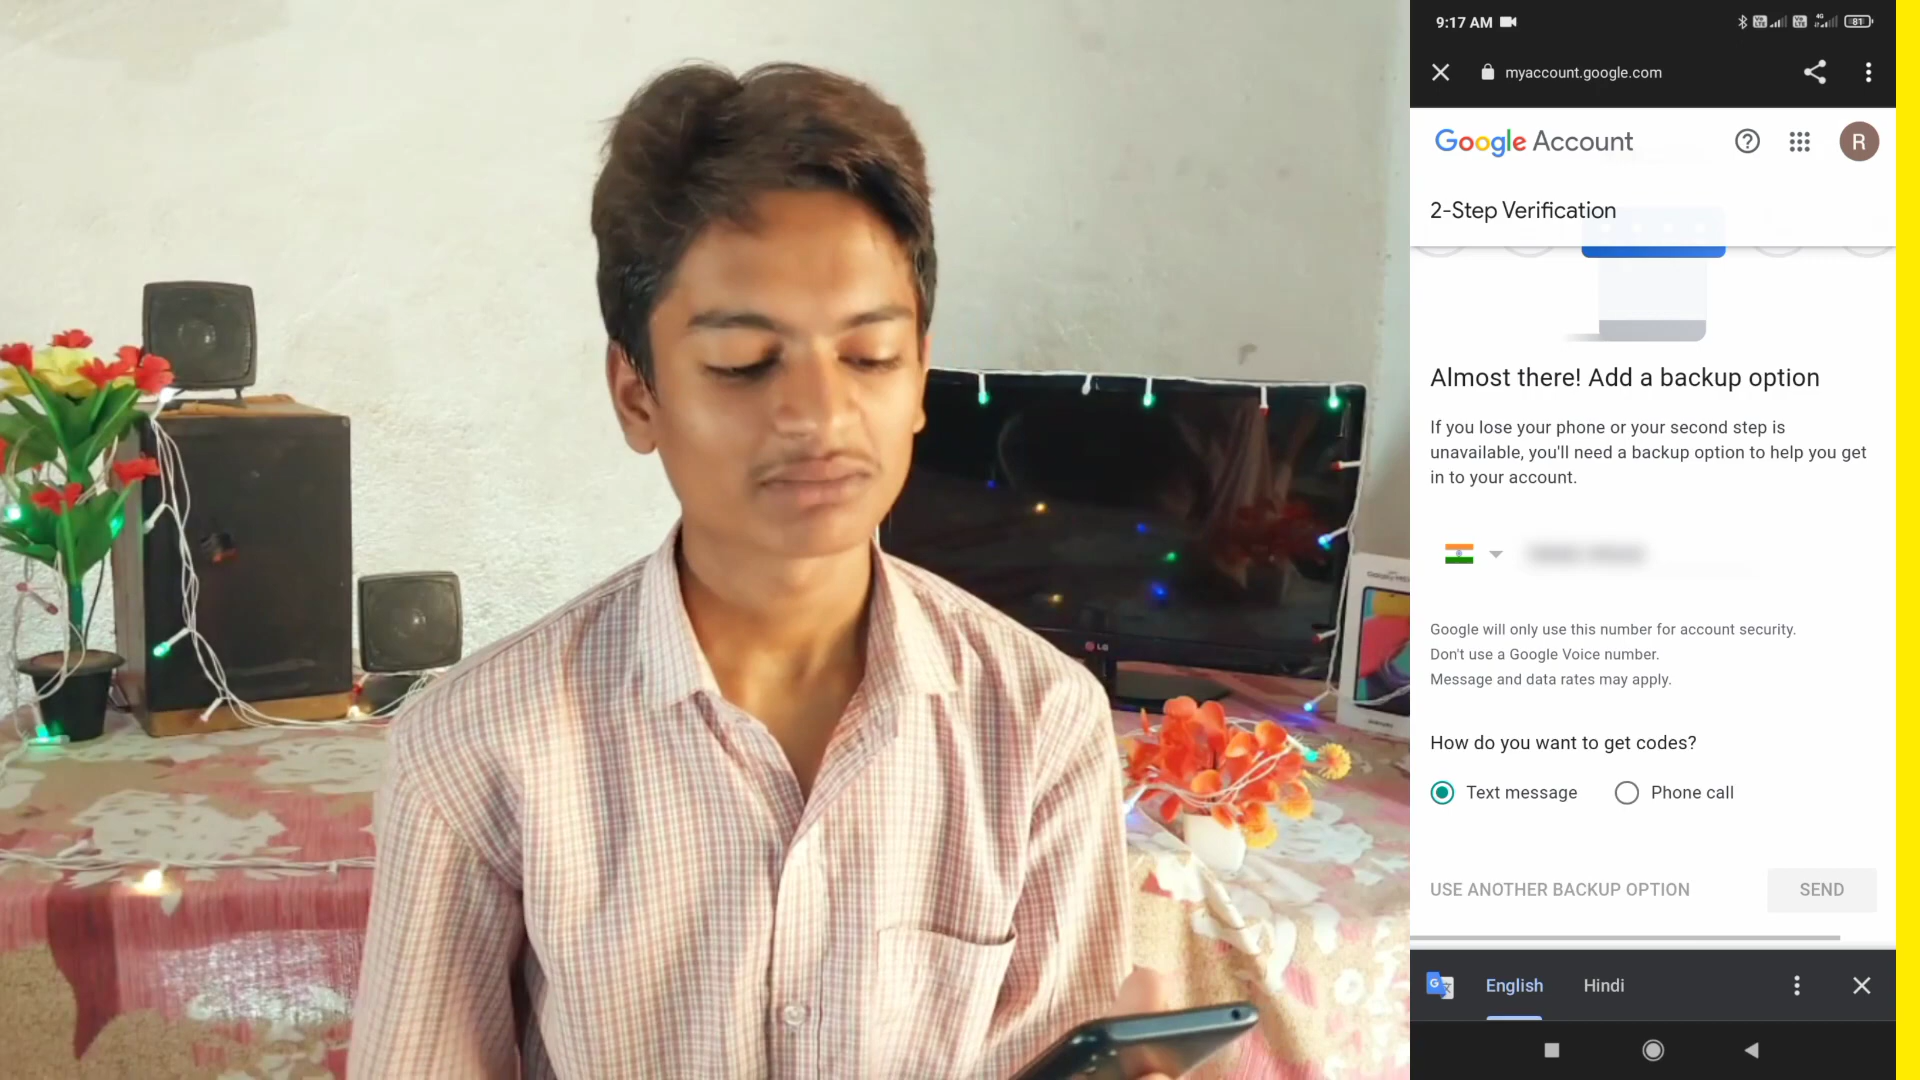 9:17 AM
81
myaccount.google.com
Google Account
R
2-Step Verification
Almost there! Add a backup option
If you lose your phone or your second step is
unavailable, you'll need a backup option to help you get
in to your account.
Google will only use this number for account security.
Don't use a Google Voice number.
Message and data rates may apply.
How do you want to get codes?
Text message
Phone call
USE ANOTHER BACKUP OPTION
SEND
English
Hindi
LG